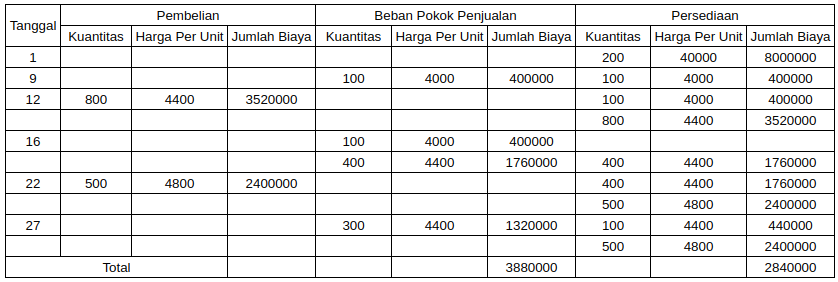 Tanggal Pembelian Beban Pokok Penjualan Persediaan
Kuantitas Harga Per Unit Jumlah Biaya Kuantitas Harga Per Unit Jumlah Biaya Kuantitas Harga Per Unit Jumlah Biaya
1 200 40000 8000000
9 100 4000 400000 100 4000 400000
12 800 4400 3520000 100 4000 400000
800 4400 3520000
16 100 4000 400000
400 4400 1760000 400 4400 1760000
22 500 4800 2400000 400 4400 1760000
500 4800 2400000
27 300 4400 1320000 100 4400 440000
500 4800 2400000
Total 3880000 2840000